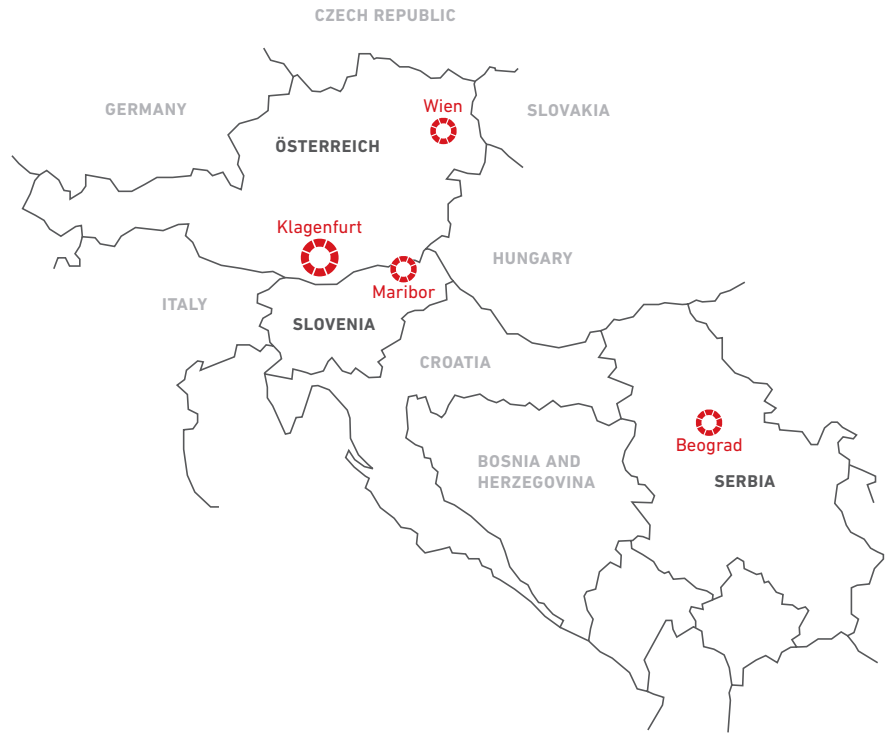 CZECH REPUBLIC
GERMANY
Wien
SLOVAKIA
ÖSTERREICH
Klagenfurt
HUNGARY
Maribor
ITALY
SLOVENIA
CROATIA
Beograd
BOSNIA AND
HERZEGOVINA
SERBIA